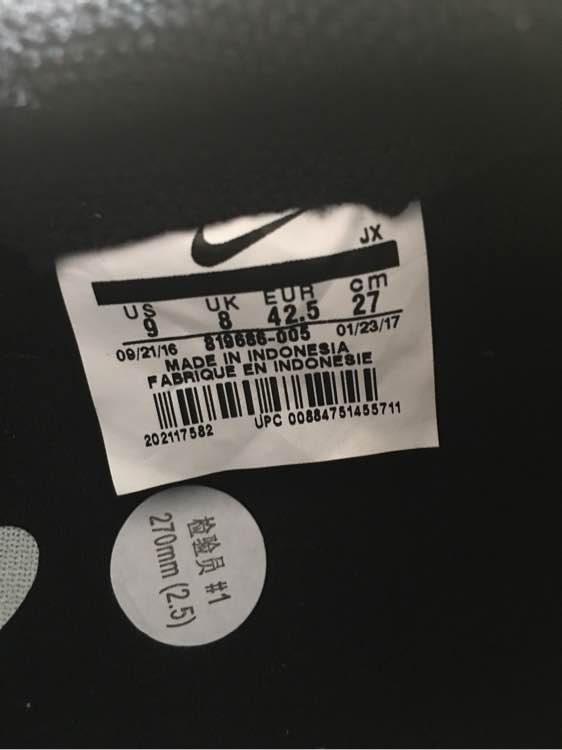 JX
US UK EUR cm
9 8 42.5 27
819686-005
09/21/16 01/23/17
MADE IN INDONESIA
FABRIQUE EN INDONESIE
202117582 UPC 00884751455711
检验员 #1
270mm (2.5)